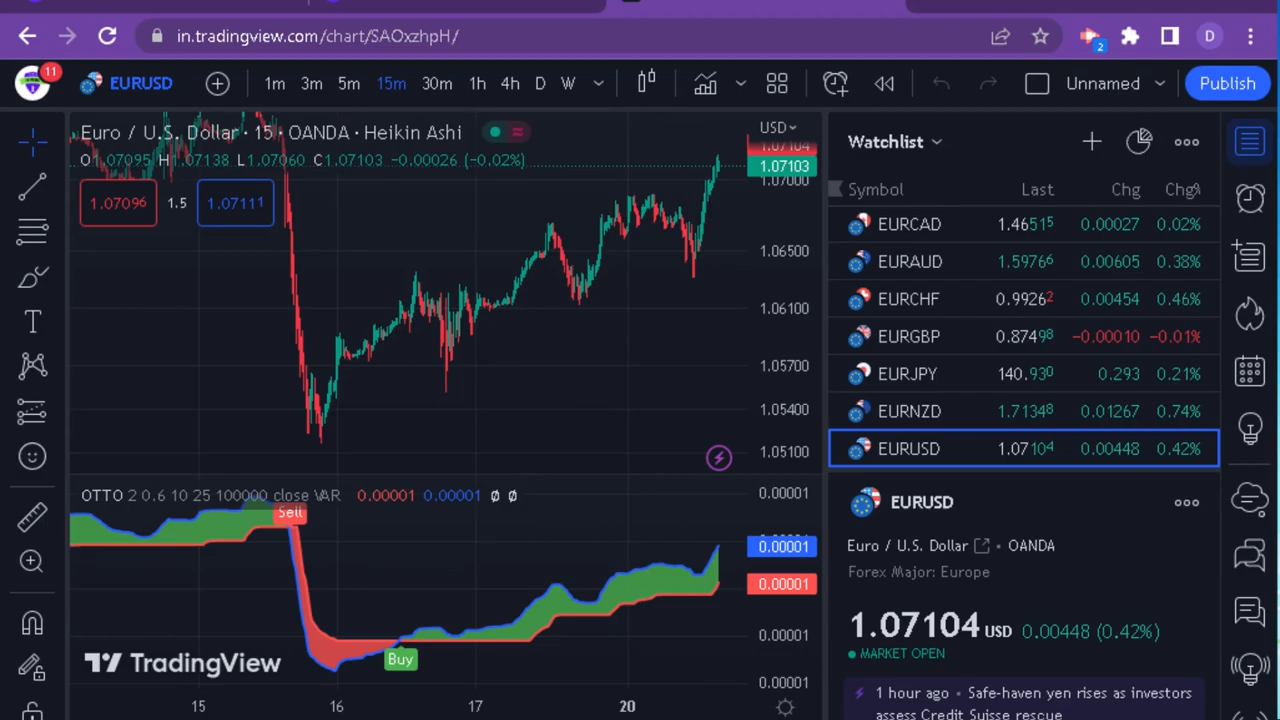 in.tradingview.com/chart/SAOxzhpH/
2
D
11
EURUSD
1m 3m 5m 15m 30m 1h 4h D W
Unnamed
Publish
Euro / U.S. Dollar · 15 · OANDA · Heikin Ashi
O1.07095 H1.07138 L1.07060 C1.07103 −0.00026 (−0.02%)
1.07096 1.5 1.07111
USD
1.07104
1.07103
1.07000
1.06500
1.06100
1.05700
1.05400
1.05100
OTTO 2 0.6 10 25 100000 close VAR 0.00001 0.00001 Ø Ø
Sell
Buy
0.00001
0.00001
0.00001
0.00001
0.00001
TradingView
15 16 17 20
Watchlist
Symbol Last Chg Chg%
EURCAD 1.46515 0.00027 0.02%
EURAUD 1.59766 0.00605 0.38%
EURCHF 0.99262 0.00454 0.46%
EURGBP 0.87498 −0.00010 −0.01%
EURJPY 140.930 0.293 0.21%
EURNZD 1.71348 0.01267 0.74%
EURUSD 1.07104 0.00448 0.42%
EURUSD
Euro / U.S. Dollar · OANDA
Forex Major: Europe
1.07104 USD 0.00448 (0.42%)
MARKET OPEN
1 hour ago · Safe-haven yen rises as investors
assess Credit Suisse rescue